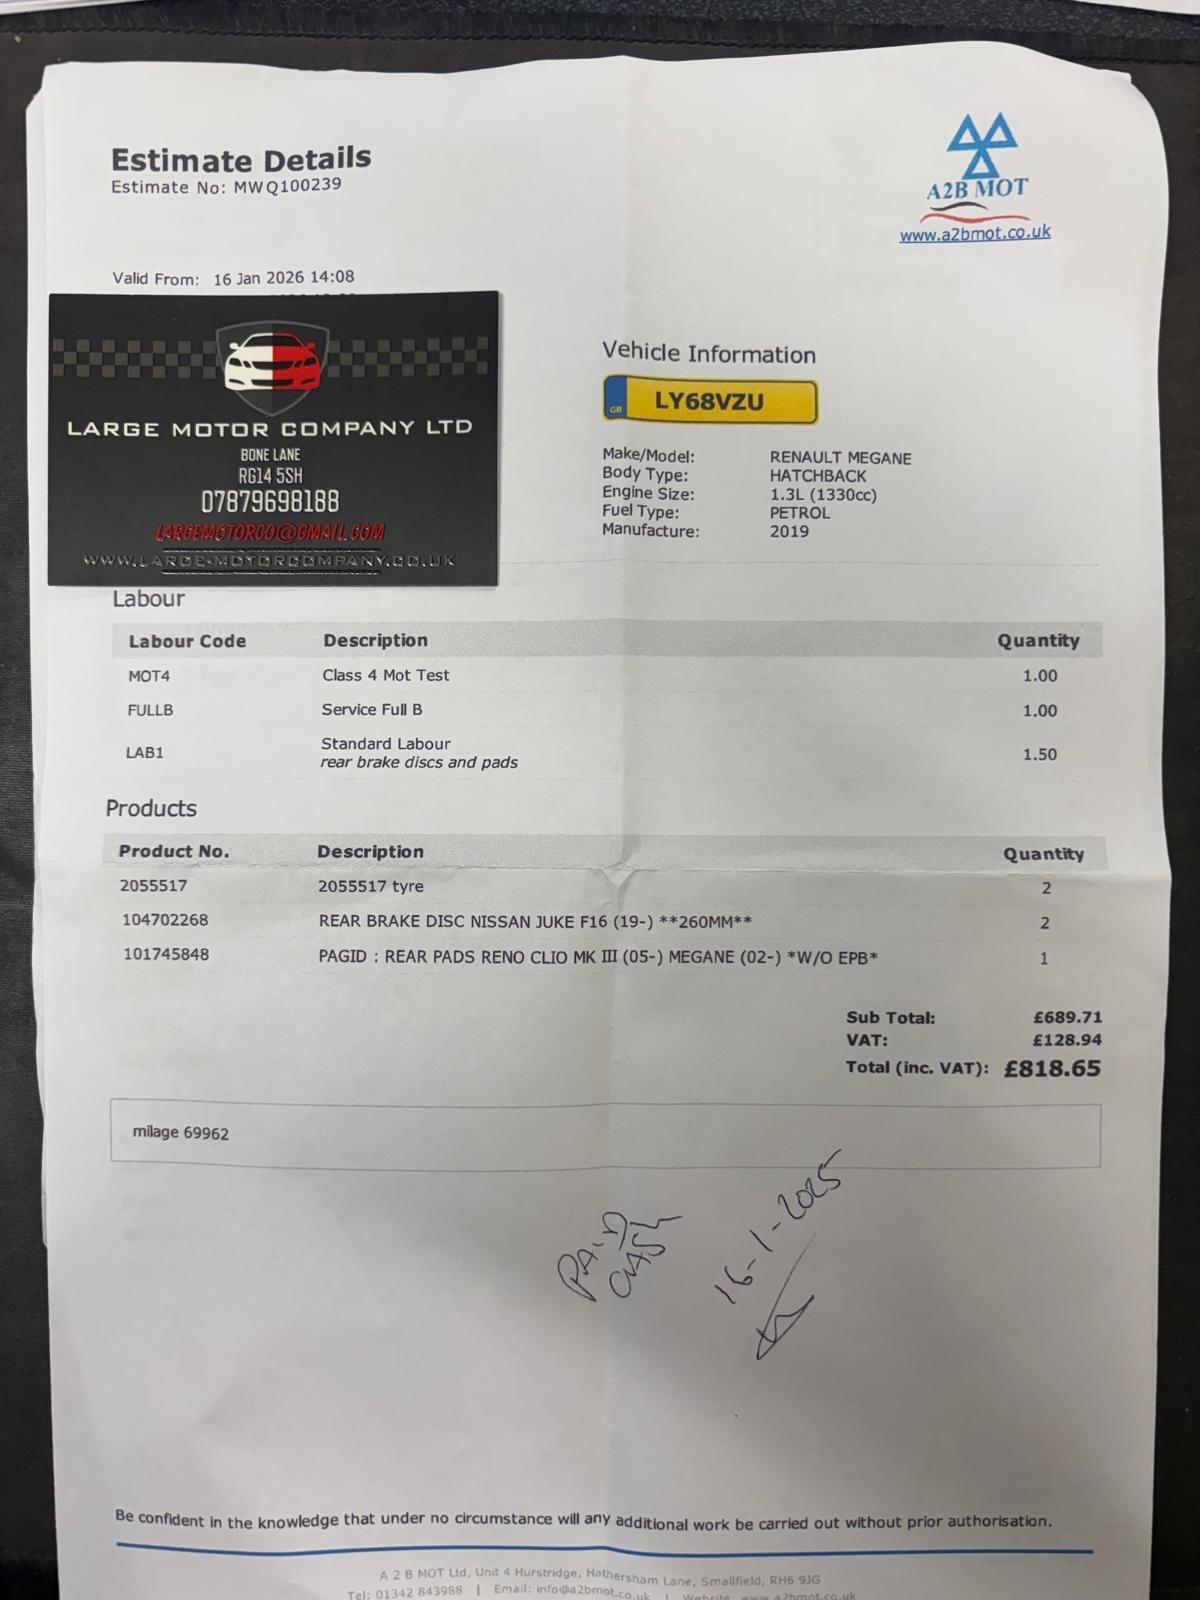 Estimate Details
Estimate No: MWQ100239
A2B MOT
www.a2bmot.co.uk
Valid From: 16 Jan 2026 14:08
LARGE MOTOR COMPANY LTD
BONE LANE
RG14 5SH
07879698188
LARGEMOTORCO@GMAIL.COM
WWW.LARGE-MOTORCOMPANY.CO.UK
Vehicle Information
GB LY68VZU
Make/Model: RENAULT MEGANE
Body Type: HATCHBACK
Engine Size: 1.3L (1330cc)
Fuel Type: PETROL
Manufacture: 2019
Labour
Labour Code Description Quantity
MOT4 Class 4 Mot Test 1.00
FULLB Service Full B 1.00
LAB1 Standard Labour 1.50
rear brake discs and pads
Products
Product No. Description Quantity
2055517 2055517 tyre 2
104702268 REAR BRAKE DISC NISSAN JUKE F16 (19-) **260MM** 2
101745848 PAGID : REAR PADS RENO CLIO MK III (05-) MEGANE (02-) *W/O EPB* 1
Sub Total: £689.71
VAT: £128.94
Total (inc. VAT): £818.65
milage 69962
PAID
CASH
16-1-2025
Be confident in the knowledge that under no circumstance will any additional work be carried out without prior authorisation.
A 2 B MOT Ltd, Unit 4 Hurstridge, Hathersham Lane, Smallfield, RH6 9JG
Tel: 01342 843988 | Email: info@a2bmot.co.uk | Website: www.a2bmot.co.uk